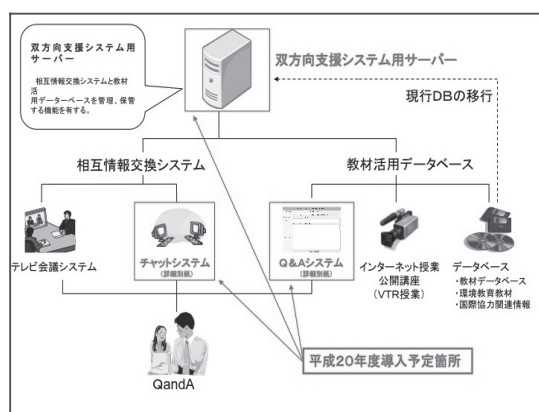 双方向支援システム用
サーバー
相互情報交換システムと教材
活
用データーベースを管理、保管
する機能を有する。
双方向支援システム用サーバー
現行DBの移行
相互情報交換システム
教材活用データベース
テレビ会議システム
チャットシステム
(詳細別紙)
Q&Aシステム
(詳細別紙)
インターネット授業
公開講座
(VTR授業)
データベース
・教材データベース
・環境教育教材
・国際協力関連情報
QandA
平成20年度導入予定箇所